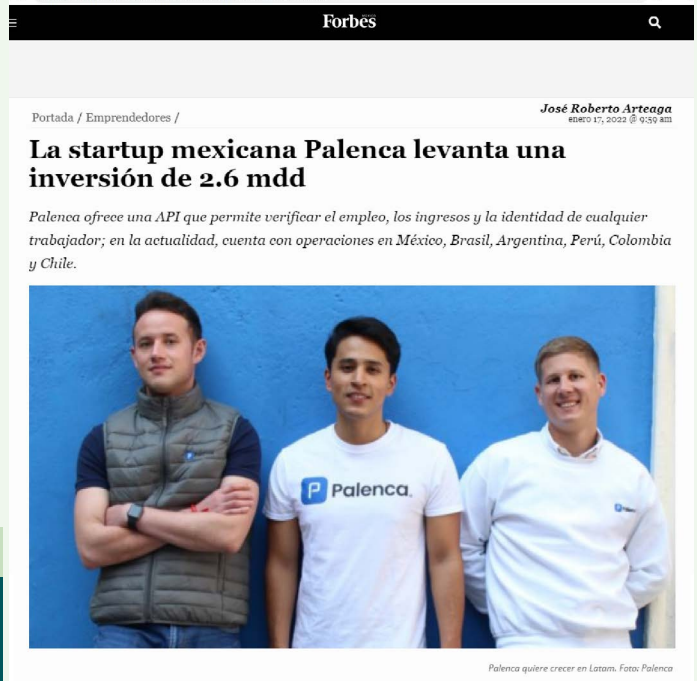 Forbes
Portada / Emprendedores /
José Roberto Arteaga
enero 17, 2022 @ 9:59 am
La startup mexicana Palenca levanta una
inversión de 2.6 mdd
Palenca ofrece una API que permite verificar el empleo, los ingresos y la identidad de cualquier
trabajador; en la actualidad, cuenta con operaciones en México, Brasil, Argentina, Perú, Colombia
y Chile.
P Palenca.
Palenca
Palenca quiere crecer en Latam. Foto: Palenca